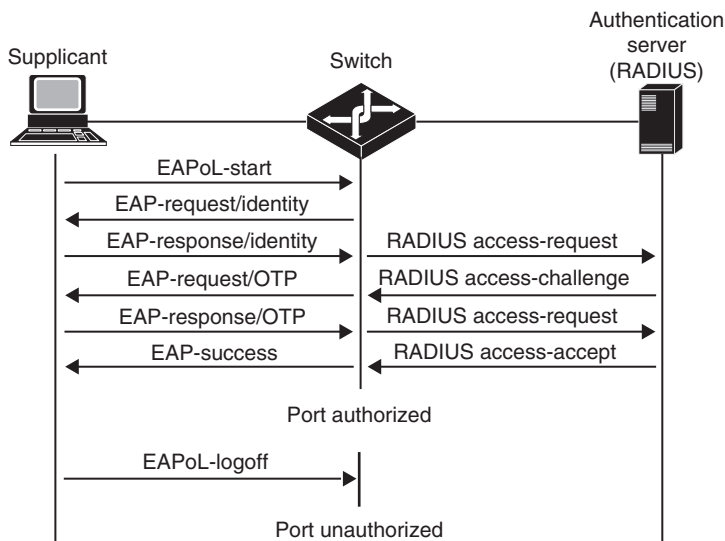 Authentication
server
(RADIUS)
Supplicant
Switch
EAPoL-start
EAP-request/identity
EAP-response/identity
RADIUS access-request
EAP-request/OTP
RADIUS access-challenge
EAP-response/OTP
RADIUS access-request
EAP-success
RADIUS access-accept
Port authorized
EAPoL-logoff
Port unauthorized